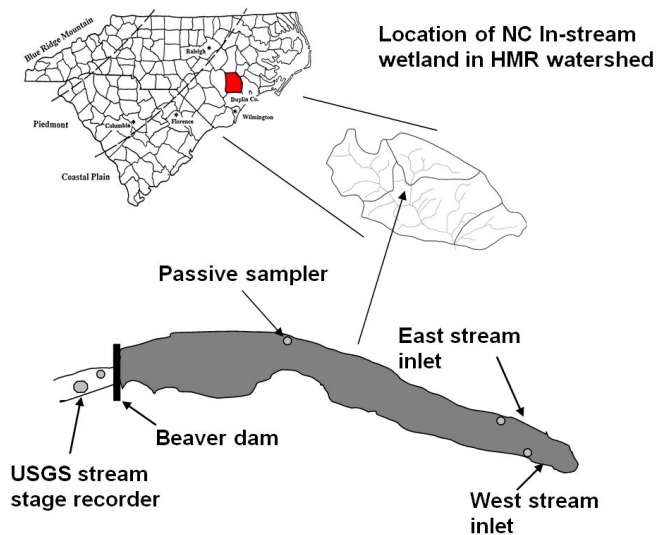 Location of NC In-stream
wetland in HMR watershed
Blue Ridge Mountain
Raleigh
Duplin Co.
Wilmington
Piedmont
Columbia
Florence
Coastal Plain
Passive sampler
East stream
inlet
Beaver dam
USGS stream
stage recorder
West stream
inlet